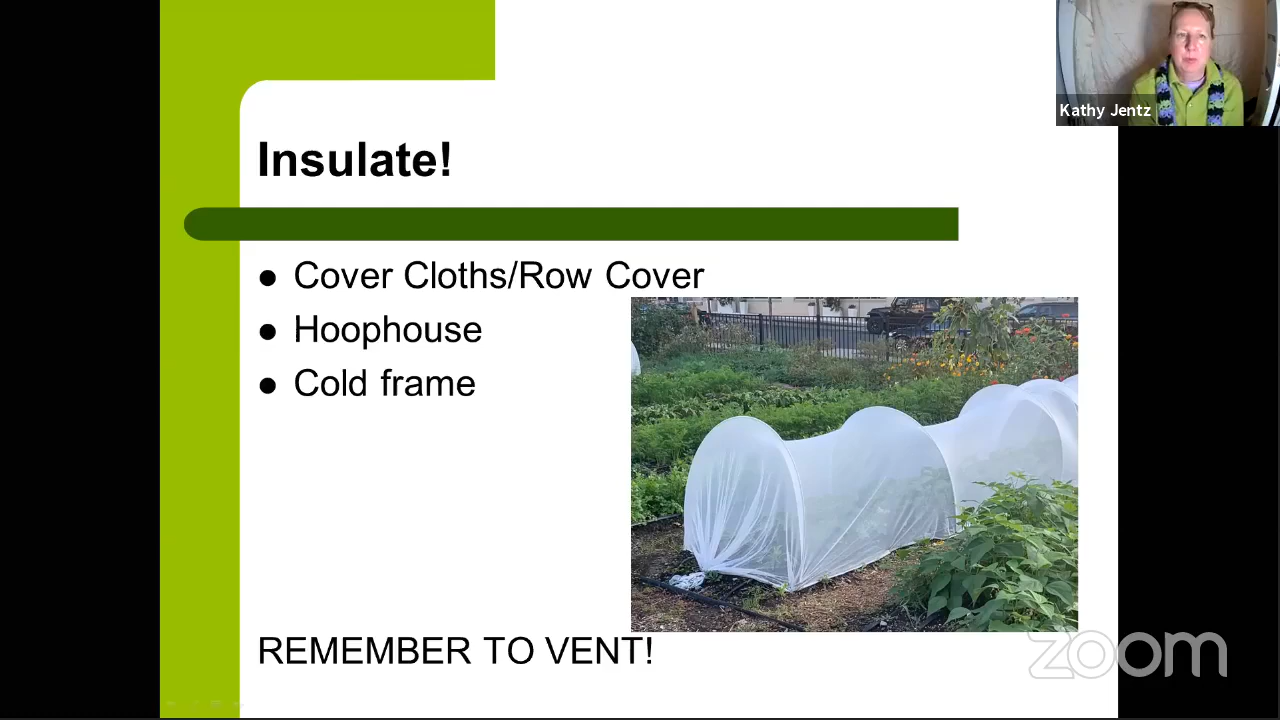 Kathy Jentz
Insulate!
Cover Cloths/Row Cover
Hoophouse
Cold frame
REMEMBER TO VENT!
zoom